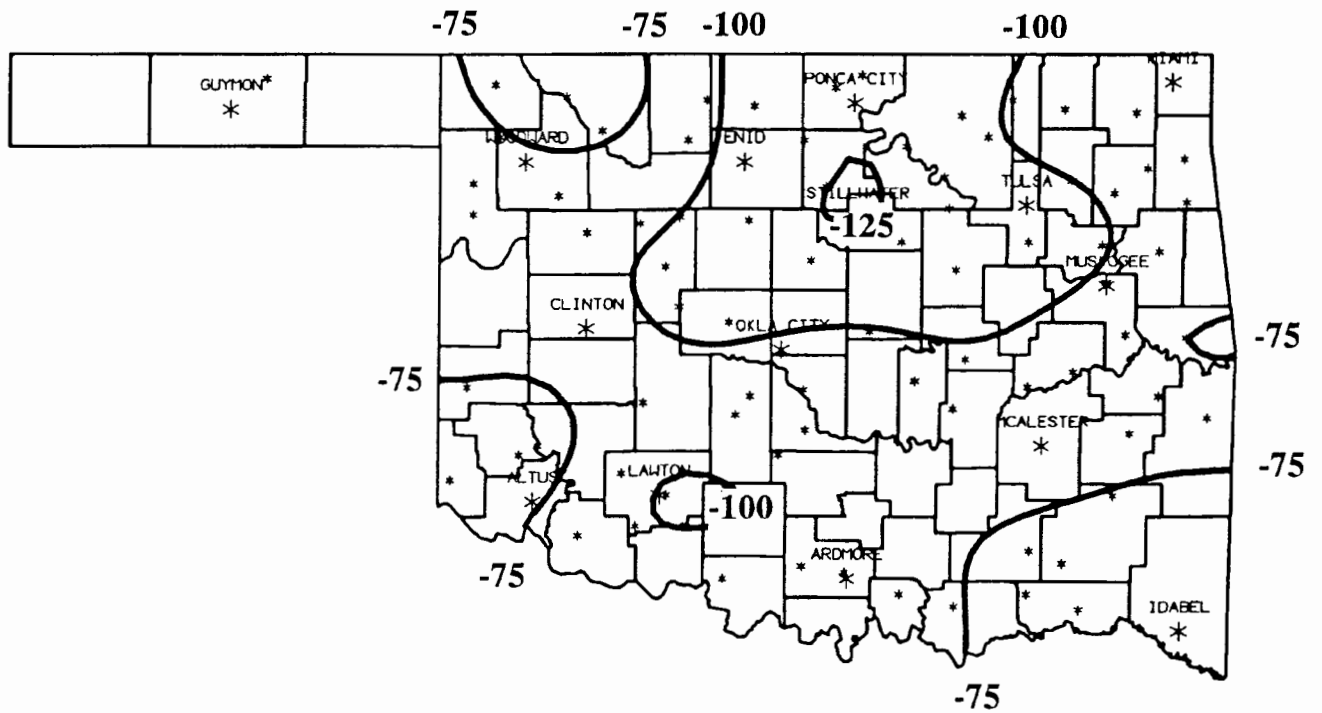 -75 -75 -100 -100
MIAMI
GUYMON* PONCA*CITY
WOODWARD ENID
TULSA
STILLWATER
-125
MUSKOGEE
CLINTON
OKLA CITY
-75
-75
MCALESTER
-75
ALTUS LAWTON
-100
ARDMORE
-75
IDABEL
-75